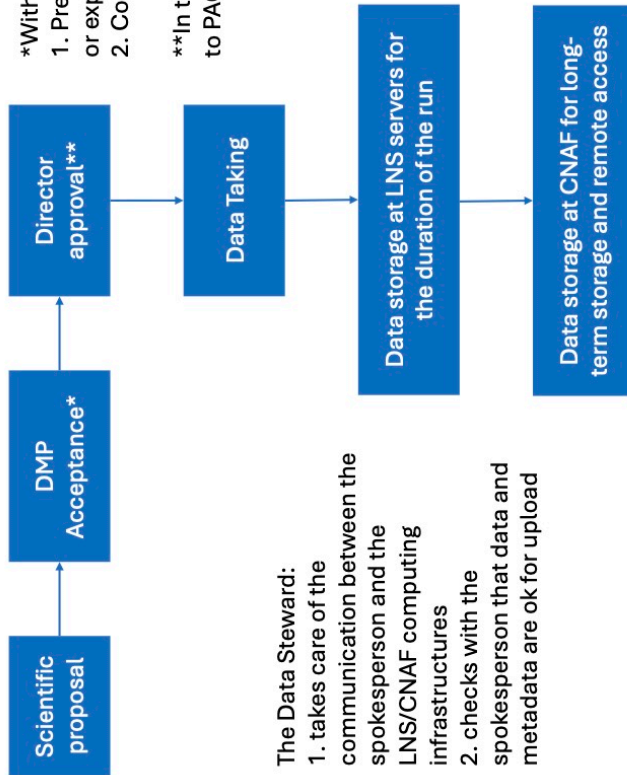 Scientific
proposal
DMP
Acceptance*
Director
approval**
*With
1. Pre
or exp
2. Co
**In t
to PAC
Data Taking
Data storage at LNS servers for
the duration of the run
Data storage at CNAF for long-
term storage and remote access
The Data Steward:
1. takes care of the
communication between the
spokesperson and the
LNS/CNAF computing
infrastructures
2. checks with the
spokesperson that data and
metadata are ok for upload